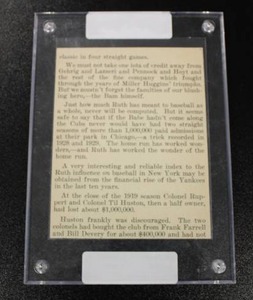 classic in four straight games.
We must not take one jot of credit away from
Gehrig and Lazzeri and Pennock and Hoyt and
the rest of the fine company which fought
through the years of Miller Huggins' triumphs.
But we mustn't forget the faculties of our blush-
ing hero,—the Bam himself.
Just how much Ruth has meant to baseball as
a whole, never will be computed. But it seems
safe to say that if the Babe hadn't come along
the Cubs never would have had two straight
seasons of more than 1,000,000 paid admissions
at their park in Chicago,—a trick recorded in
1928 and 1929. The home run has worked won-
ders,—and Ruth has worked the wonder of the
home run.
A very interesting and reliable index to the
Ruth influence on baseball in New York may be
obtained from the financial rise of the Yankees
in the last ten years.
At the close of the 1919 season Colonel Rup-
pert and Colonel Til Huston, then a half owner,
had lost about $1,000,000.
Huston frankly was discouraged. The two
colonels had bought the club from Frank Farrell
and Bill Devery for about $400,000 and had not